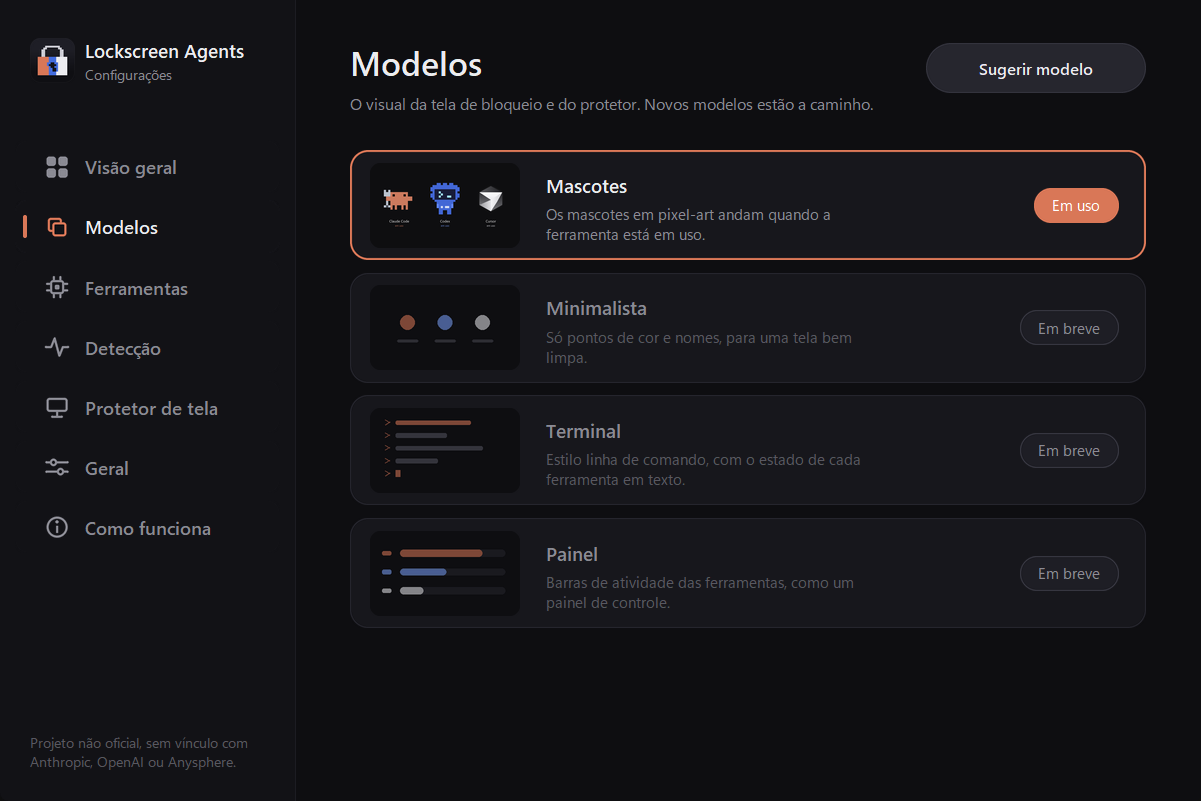 Lockscreen Agents
Configurações
Visão geral
Modelos
Ferramentas
Detecção
Protetor de tela
Geral
Como funciona
Projeto não oficial, sem vínculo com
Anthropic, OpenAI ou Anysphere.
Modelos
O visual da tela de bloqueio e do protetor. Novos modelos estão a caminho.
Sugerir modelo
Claude Code
Codex
Cursor
Mascotes
Os mascotes em pixel-art andam quando a
ferramenta está em uso.
Em uso
Minimalista
Só pontos de cor e nomes, para uma tela bem
limpa.
Em breve
Terminal
Estilo linha de comando, com o estado de cada
ferramenta em texto.
Em breve
Painel
Barras de atividade das ferramentas, como um
painel de controle.
Em breve